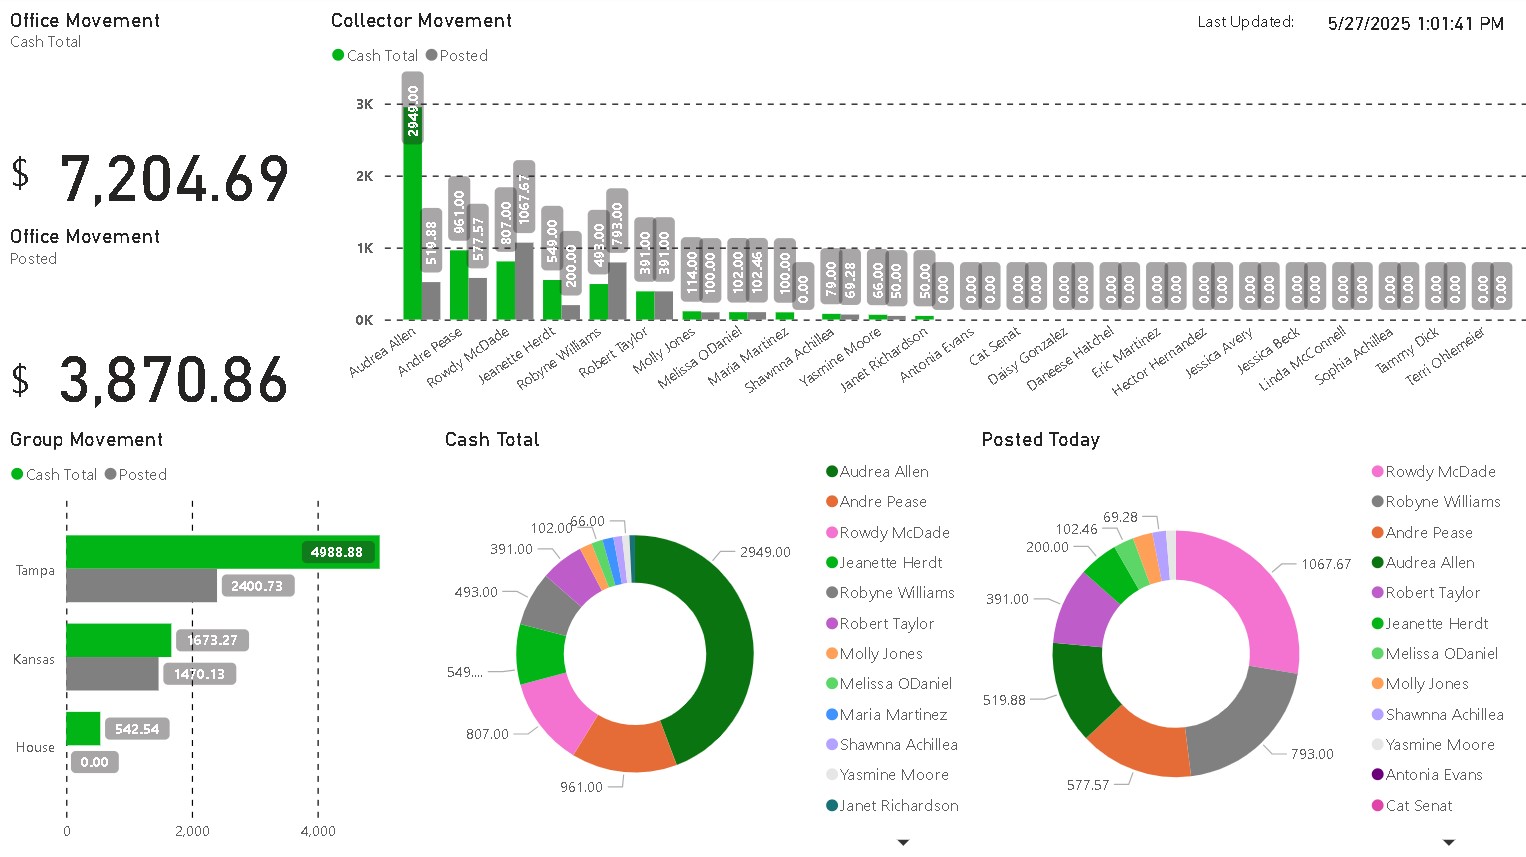 Office Movement
Cash Total
$ 7,204.69
Office Movement
Posted
$ 3,870.86
Collector Movement
Last Updated: 5/27/2025 1:01:41 PM
Cash Total Posted
3K
2K
1K
0K
2949.00 519.88 961.00 577.57 807.00 1067.67 549.00 200.00 493.00 793.00 391.00 391.00 114.00 100.00 102.00 102.46 100.00 0.00 79.00 69.28 66.00 50.00 50.00 0.00 0.00 0.00 0.00 0.00 0.00 0.00 0.00 0.00 0.00 0.00 0.00 0.00 0.00 0.00 0.00 0.00 0.00 0.00 0.00 0.00 0.00 0.00 0.00 0.00
Audrea Allen
Andre Pease
Rowdy McDade
Jeanette Herdt
Robyne Williams
Robert Taylor
Molly Jones
Melissa ODaniel
Maria Martinez
Shawnna Achillea
Yasmine Moore
Janet Richardson
Antonia Evans
Cat Senat
Daisy Gonzalez
Daneese Hatchel
Eric Martinez
Hector Hernandez
Jessica Avery
Jessica Beck
Linda McConnell
Sophia Achillea
Tammy Dick
Terri Ohlemeier
Group Movement
Cash Total Posted
Tampa
4988.88
2400.73
Kansas
1673.27
1470.13
House
542.54
0.00
0 2,000 4,000
Cash Total
2949.00
961.00
807.00
549....
493.00
391.00
102.00
66.00
Audrea Allen
Andre Pease
Rowdy McDade
Jeanette Herdt
Robyne Williams
Robert Taylor
Molly Jones
Melissa ODaniel
Maria Martinez
Shawnna Achillea
Yasmine Moore
Janet Richardson
Posted Today
1067.67
793.00
577.57
519.88
391.00
200.00
102.46
69.28
Rowdy McDade
Robyne Williams
Andre Pease
Audrea Allen
Robert Taylor
Jeanette Herdt
Melissa ODaniel
Molly Jones
Shawnna Achillea
Yasmine Moore
Antonia Evans
Cat Senat